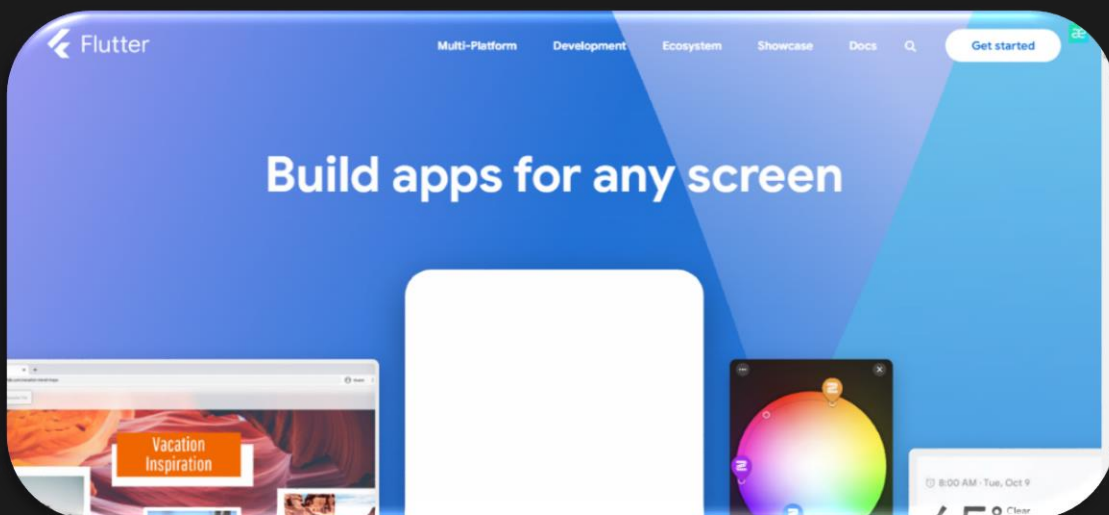 Flutter
Multi-Platform Development Ecosystem Showcase Docs Get started
æ
Build apps for any screen
Vacation
Inspiration
8:00 AM · Tue, Oct 9
Clear